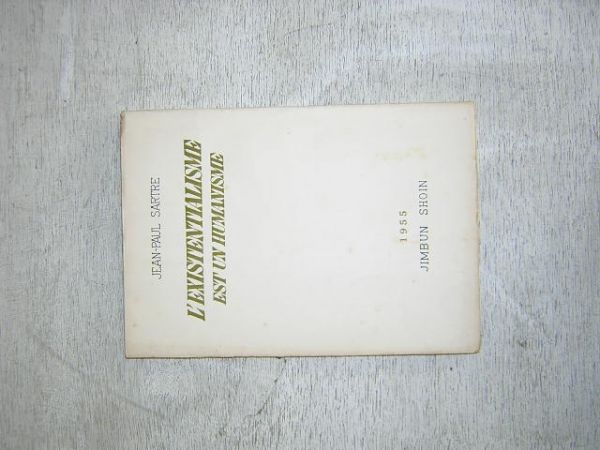 JEAN-PAUL SARTRE
L'EXISTENTIALISME
EST UN HUMANISME
1955
JIMBUN SHOIN